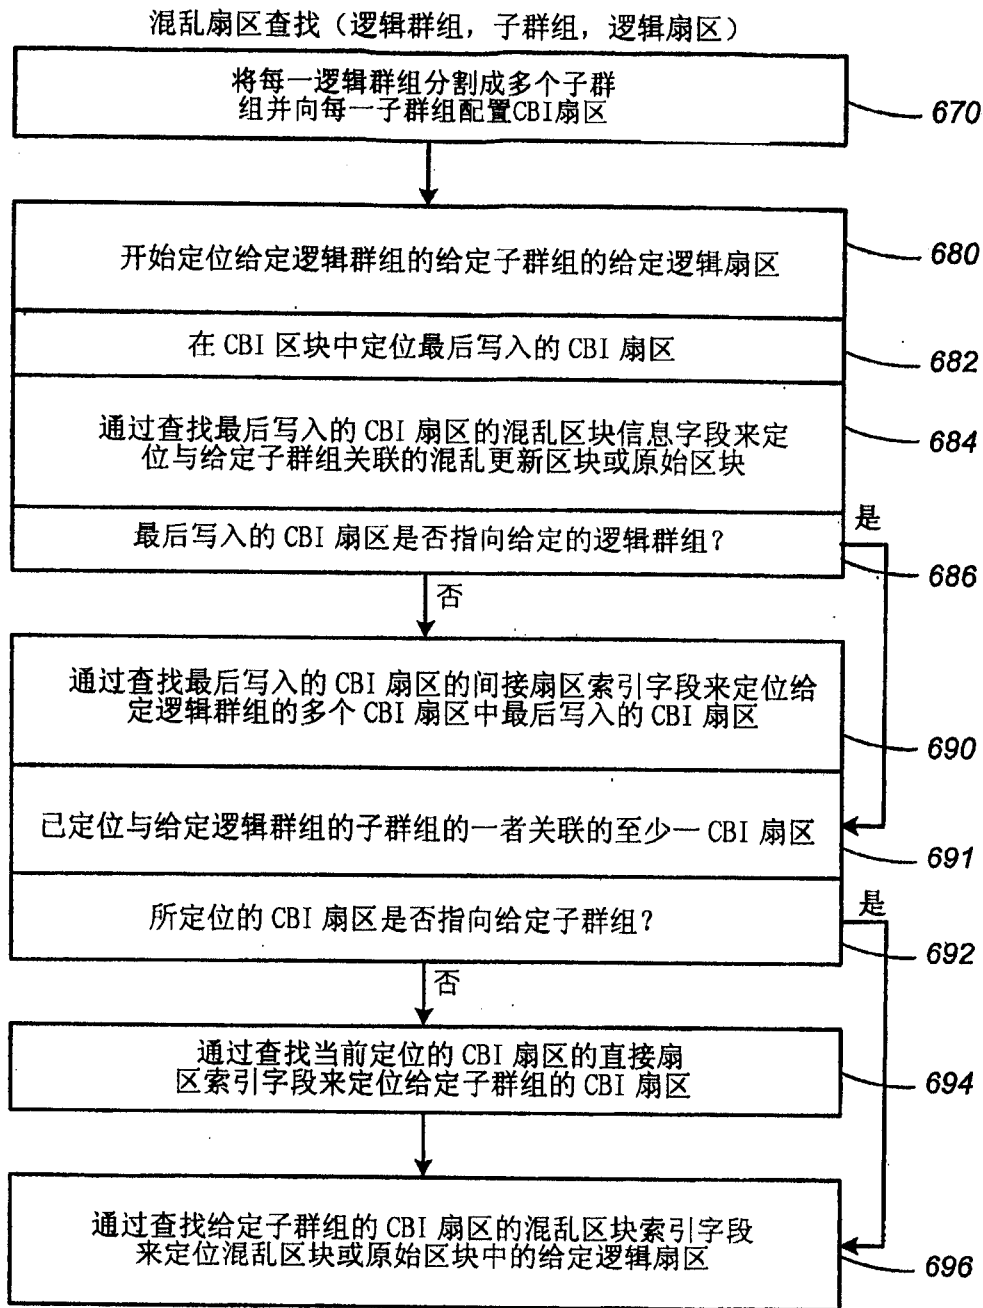 混乱扇区查找（逻辑群组，子群组，逻辑扇区）
将每一逻辑群组分割成多个子群
组并向每一子群组配置CBI扇区
670
开始定位给定逻辑群组的给定子群组的给定逻辑扇区
680
在 CBI 区块中定位最后写入的 CBI 扇区
682
通过查找最后写入的 CBI 扇区的混乱区块信息字段来定
位与给定子群组关联的混乱更新区块或原始区块
684
最后写入的 CBI 扇区是否指向给定的逻辑群组？
是
686
否
通过查找最后写入的 CBI 扇区的间接扇区索引字段来定位给
定逻辑群组的多个 CBI 扇区中最后写入的 CBI 扇区
690
已定位与给定逻辑群组的子群组的一者关联的至少一 CBI 扇区
691
所定位的 CBI 扇区是否指向给定子群组？
是
692
否
通过查找当前定位的 CBI 扇区的直接扇
区索引字段来定位给定子群组的 CBI 扇区
694
通过查找给定子群组的 CBI 扇区的混乱区块索引字段
来定位混乱区块或原始区块中的给定逻辑扇区
696